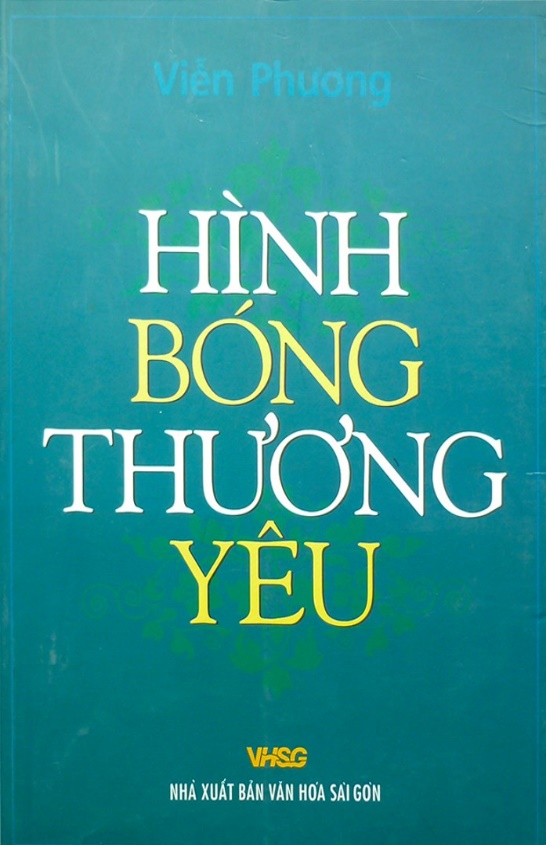 Viễn Phương
HÌNH
BÓNG
THƯƠNG
YÊU
VHSG
NHÀ XUẤT BẢN VĂN HÓA SÀI GÒN